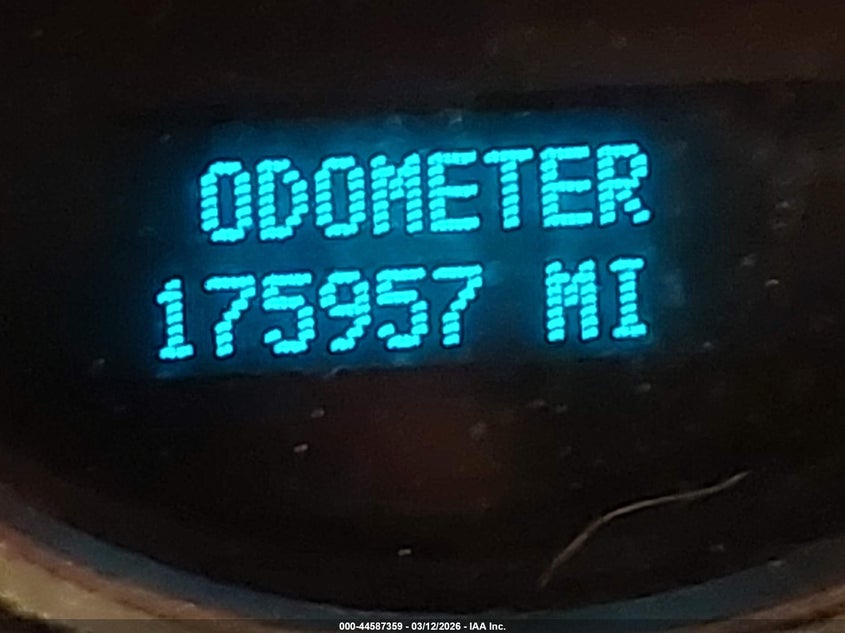 ODOMETER
175957 MI
000-44587359 - 03/12/2026 - IAA Inc.